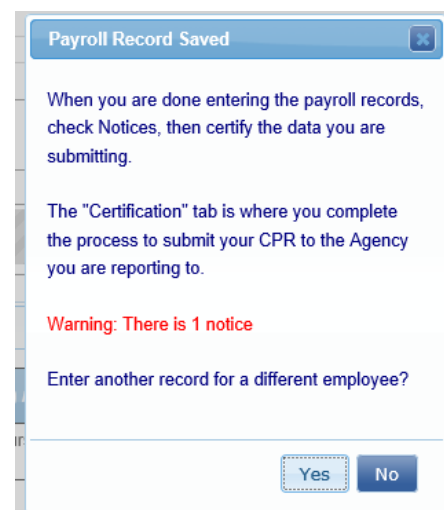 Payroll Record Saved
When you are done entering the payroll records,
check Notices, then certify the data you are
submitting.
The "Certification" tab is where you complete
the process to submit your CPR to the Agency
you are reporting to.
Warning: There is 1 notice
Enter another record for a different employee?
Yes No